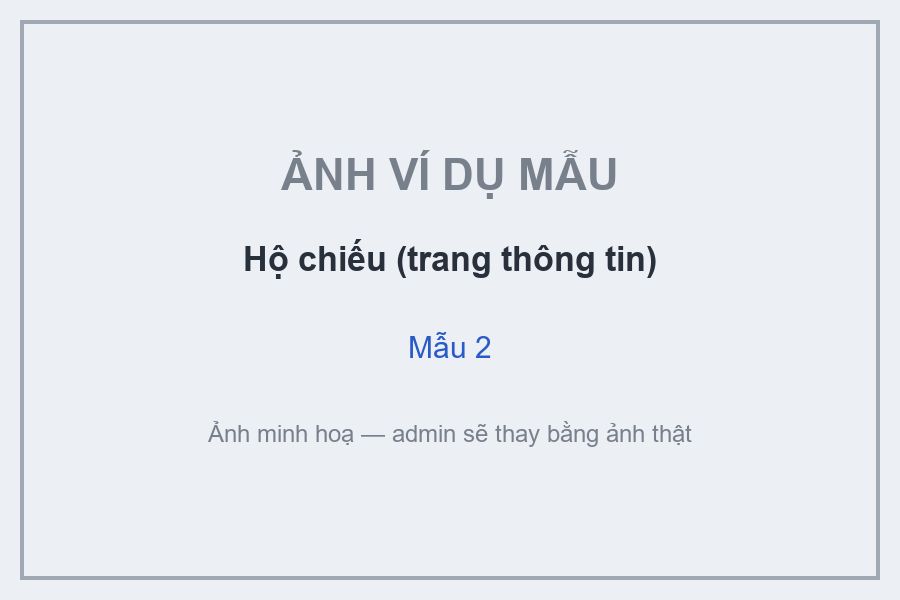 ẢNH VÍ DỤ MẪU
Hộ chiếu (trang thông tin)
Mẫu 2
Ảnh minh hoạ — admin sẽ thay bằng ảnh thật